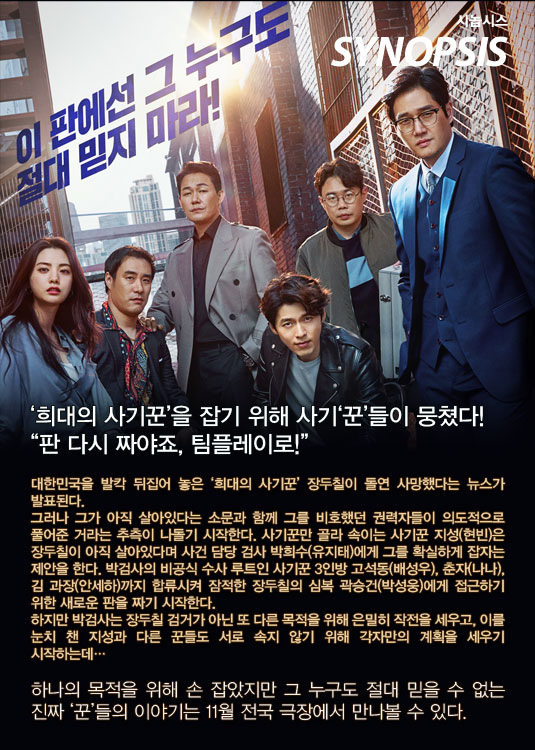 시놉시스
SYNOPSIS
이 판에선 그 누구도
절대 믿지 마라!
‘희대의 사기꾼’을 잡기 위해 사기‘꾼’들이 뭉쳤다!
“판 다시 짜야죠, 팀플레이로!”
대한민국을 발칵 뒤집어 놓은 ‘희대의 사기꾼’ 장두칠이 돌연 사망했다는 뉴스가
발표된다.
그러나 그가 아직 살아있다는 소문과 함께 그를 비호했던 권력자들이 의도적으로
풀어준 거라는 추측이 나돌기 시작한다. 사기꾼만 골라 속이는 사기꾼 지성(현빈)은
장두칠이 아직 살아있다며 사건 담당 검사 박희수(유지태)에게 그를 확실하게 잡자는
제안을 한다. 박검사의 비공식 수사 루트인 사기꾼 3인방 고석동(배성우), 춘자(나나),
김 과장(안세하)까지 합류시켜 잠적한 장두칠의 심복 곽승건(박성웅)에게 접근하기
위한 새로운 판을 짜기 시작한다.
하지만 박검사는 장두칠 검거가 아닌 또 다른 목적을 위해 은밀히 작전을 세우고, 이를
눈치 챈 지성과 다른 꾼들도 서로 속지 않기 위해 각자만의 계획을 세우기
시작하는데…
하나의 목적을 위해 손 잡았지만 그 누구도 절대 믿을 수 없는
진짜 ‘꾼’들의 이야기는 11월 전국 극장에서 만나볼 수 있다.